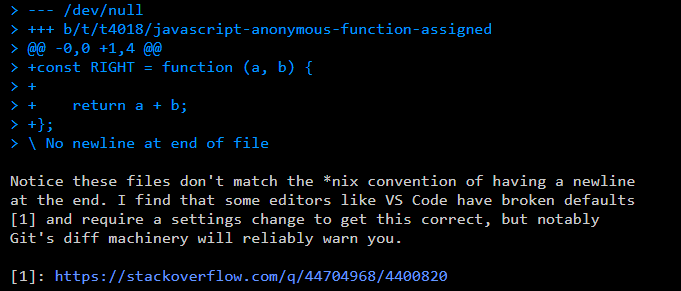 > --- /dev/null
> +++ b/t/t4018/javascript-anonymous-function-assigned
> @@ -0,0 +1,4 @@
> +const RIGHT = function (a, b) {
> +
> +    return a + b;
> +};
> \ No newline at end of file

Notice these files don't match the *nix convention of having a newline
at the end. I find that some editors like VS Code have broken defaults
[1] and require a settings change to get this correct, but notably
Git's diff machinery will reliably warn you.

[1]: https://stackoverflow.com/q/44704968/4400820